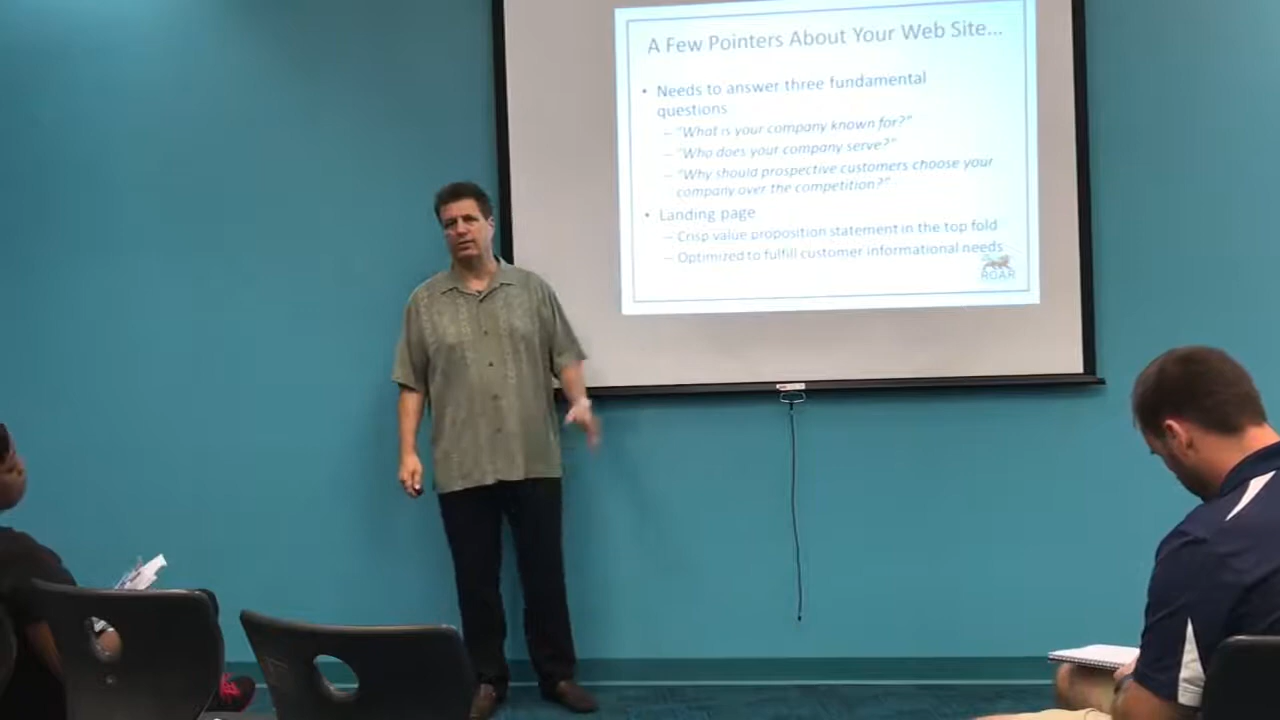 A Few Pointers About Your Web Site...
• Needs to answer three fundamental
questions
– "What is your company known for?"
– "Who does your company serve?"
– "Why should prospective customers choose your
company over the competition?"
• Landing page
– Crisp value proposition statement in the top fold
– Optimized to fulfill customer informational needs
ROAR